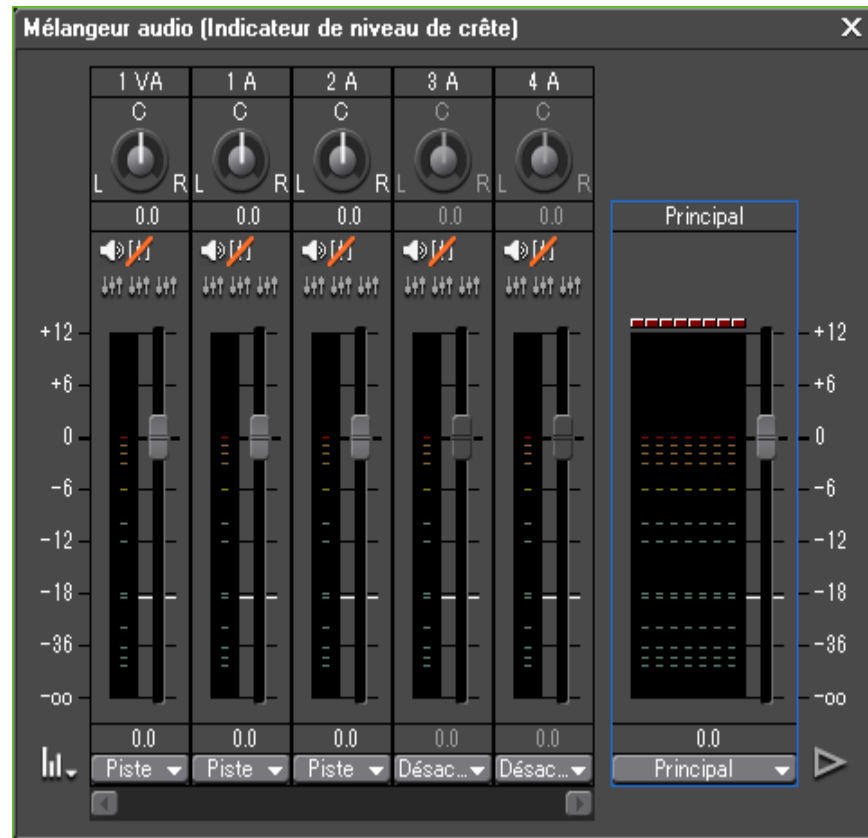 Mélangeur audio (Indicateur de niveau de crête) X
1 VA 1 A 2 A 3 A 4 A
C C C C C
L R L R L R L R L R
0.0 0.0 0.0 0.0 0.0 Principal
+12 +12
+6 +6
0 0
-6 -6
-12 -12
-18 -18
-36 -36
-∞ -∞
0.0 0.0 0.0 0.0 0.0 0.0
Piste Piste Piste Désac... Désac... Principal